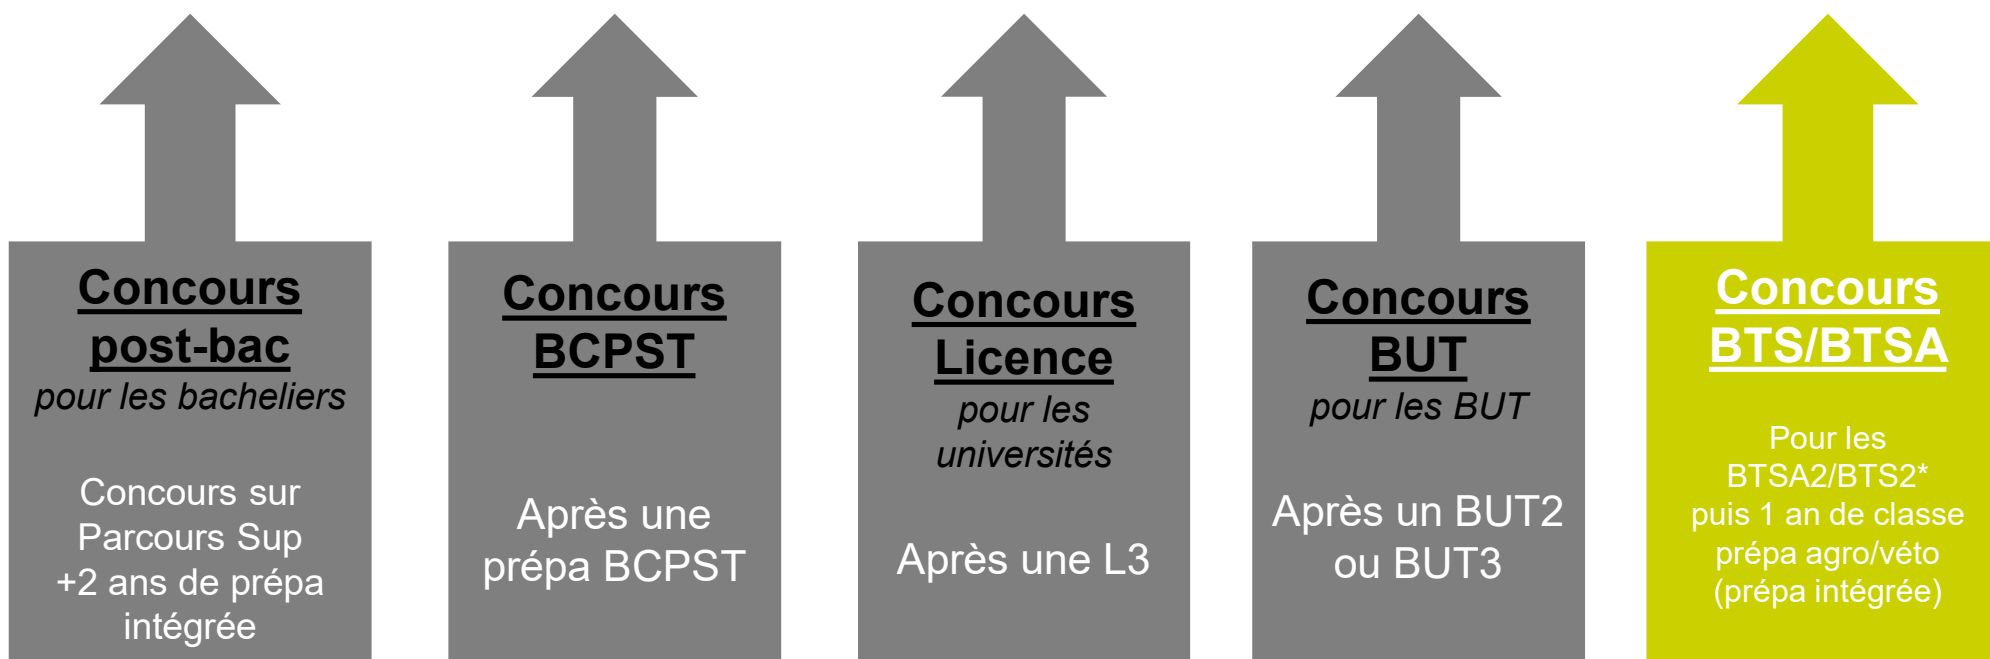 Concours
post-bac
pour les bacheliers
Concours sur
Parcours Sup
+2 ans de prépa
intégrée
Concours
BCPST
Après une
prépa BCPST
Concours
Licence
pour les
universités
Après une L3
Concours
BUT
pour les BUT
Après un BUT2
ou BUT3
Concours
BTS/BTSA
Pour les
BTSA2/BTS2*
puis 1 an de classe
prépa agro/véto
(prépa intégrée)